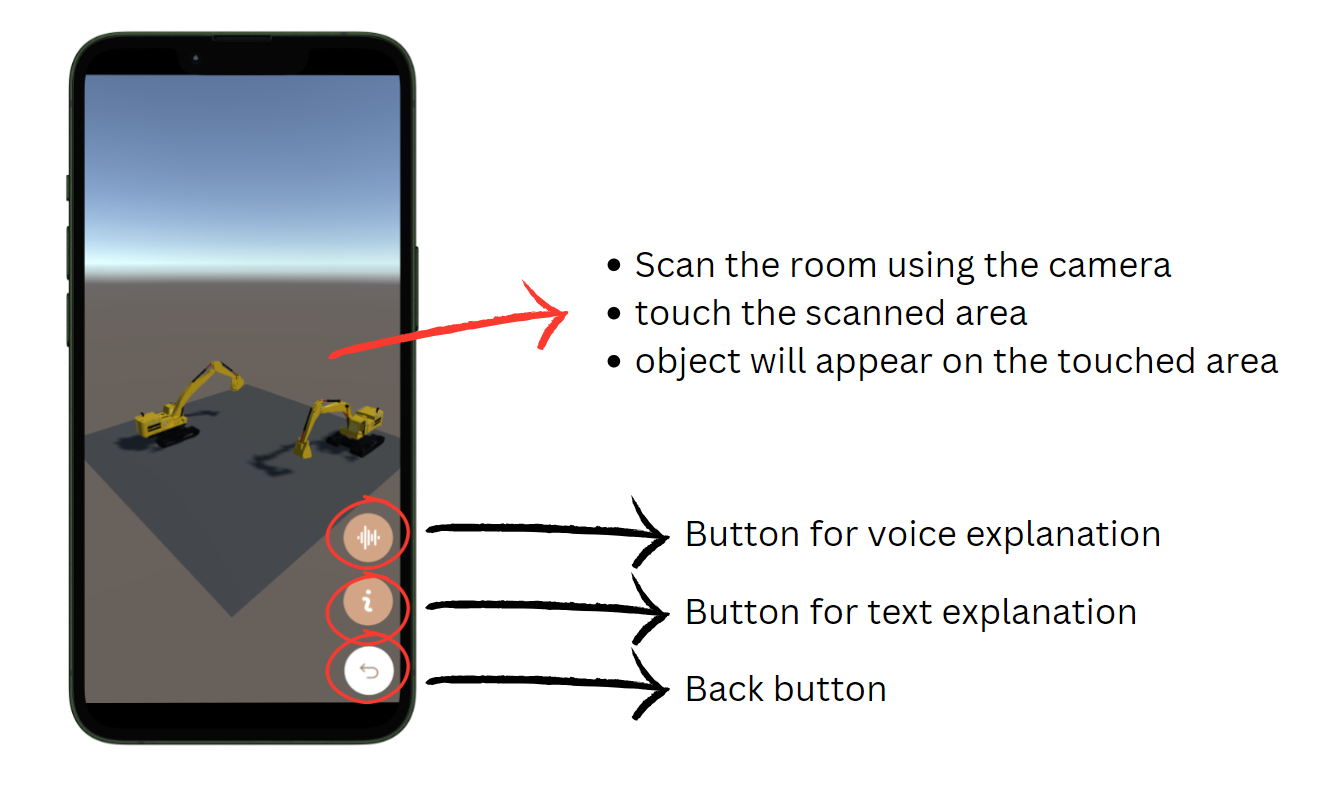 Scan the room using the camera
touch the scanned area
object will appear on the touched area
Button for voice explanation
i
Button for text explanation
Back button